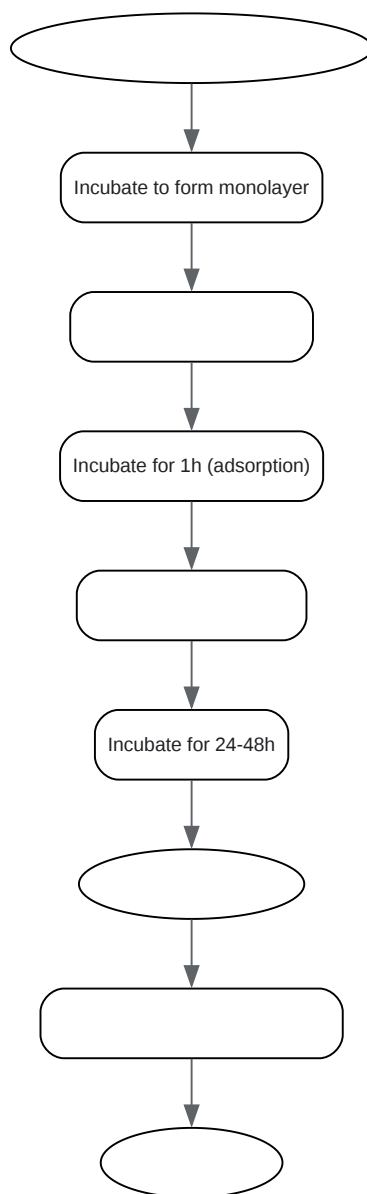 Incubate to form monolayer
Incubate for 1h (adsorption)
Incubate for 24-48h